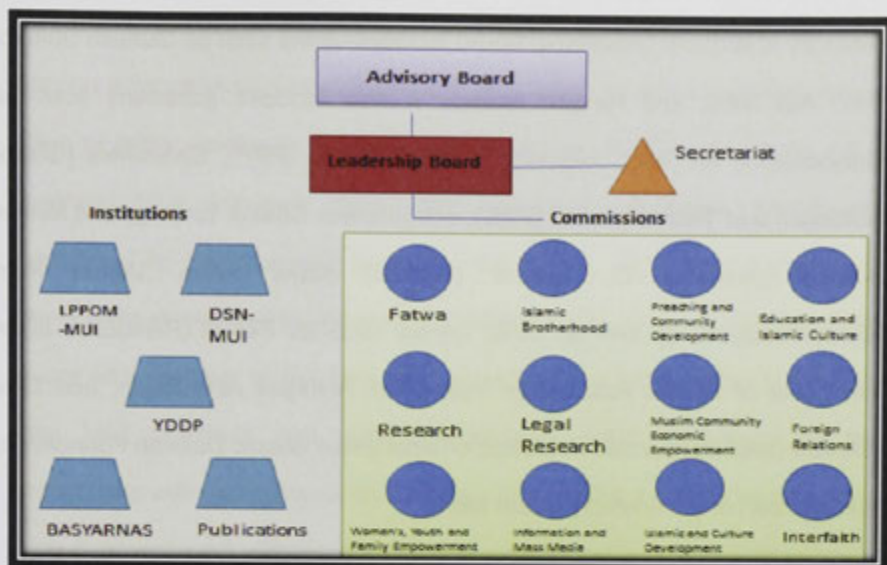 Advisory Board
Leadership Board
Secretariat
Institutions
Commissions
LPPOM
-MUI
DSN-
MUI
YDDP
BASYARNAS
Publications
Fatwa
Islamic
Brotherhood
Preaching and
Community
Development
Education and
Islamic Culture
Research
Legal
Research
Muslim Community
Economic
Empowerment
Foreign
Relations
Women's, Youth and
Family Empowerment
Information and
Mass Media
Islamic and Culture
Development
Interfaith